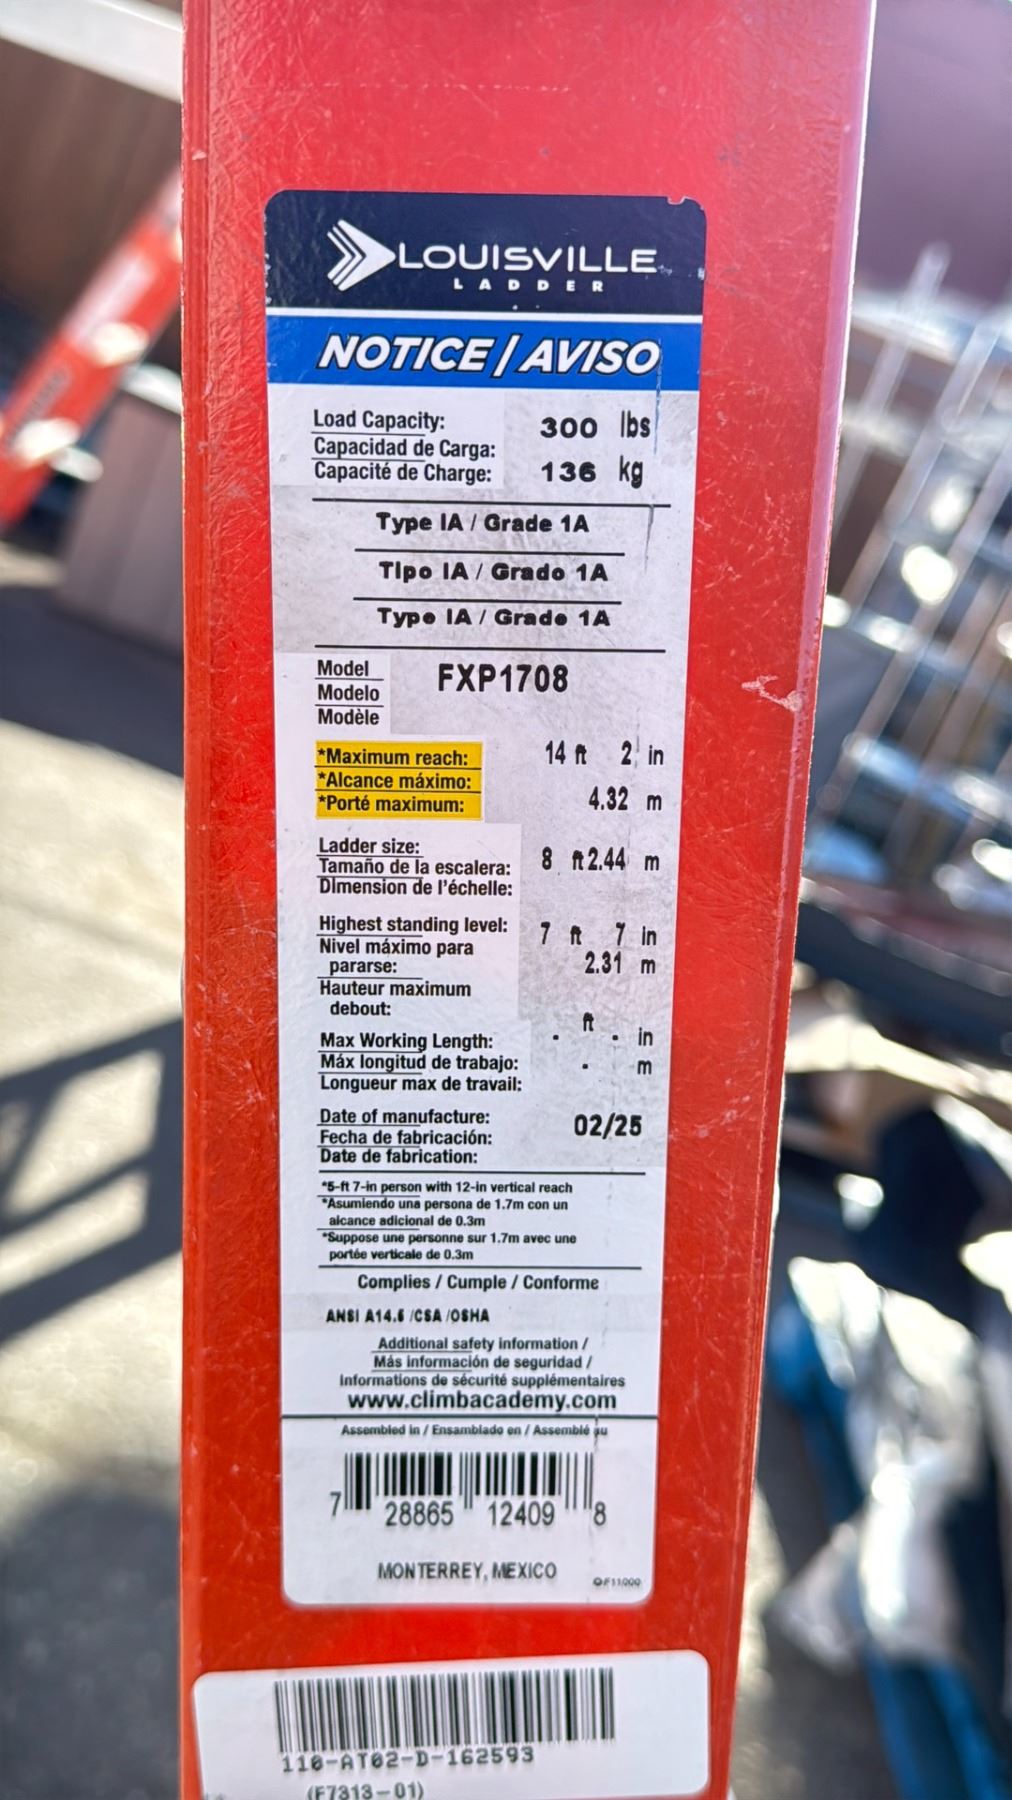 LOUISVILLE
LADDER
NOTICE / AVISO
Load Capacity: 300 lbs
Capacidad de Carga:
Capacité de Charge: 136 kg
Type IA / Grade 1A
Tipo IA / Grado 1A
Type IA / Grade 1A
Model FXP1708
Modelo
Modèle
*Maximum reach: 14 ft 2 in
*Alcance máximo:
*Porté maximum: 4.32 m
Ladder size:
Tamaño de la escalera: 8 ft 2.44 m
Dimension de l'échelle:
Highest standing level: 7 ft 7 in
Nivel máximo para
pararse: 2.31 m
Hauteur maximum
debout:
Max Working Length: - ft - in
Máx longitud de trabajo: - m
Longueur max de travail:
Date of manufacture: 02/25
Fecha de fabricación:
Date de fabrication:
*5-ft 7-in person with 12-in vertical reach
*Asumiendo una persona de 1.7m con un
alcance adicional de 0.3m
*Suppose une personne sur 1.7m avec une
portée verticale de 0.3m
Complies / Cumple / Conforme
ANSI A14.5 /CSA /OSHA
Additional safety information /
Más información de seguridad /
Informations de sécurité supplémentaires
www.climbacademy.com
Assembled in / Ensamblado en / Assemblé au
7 28865 12409 8
MONTERREY, MEXICO
110-AT02-D-162593
(F7313-01)